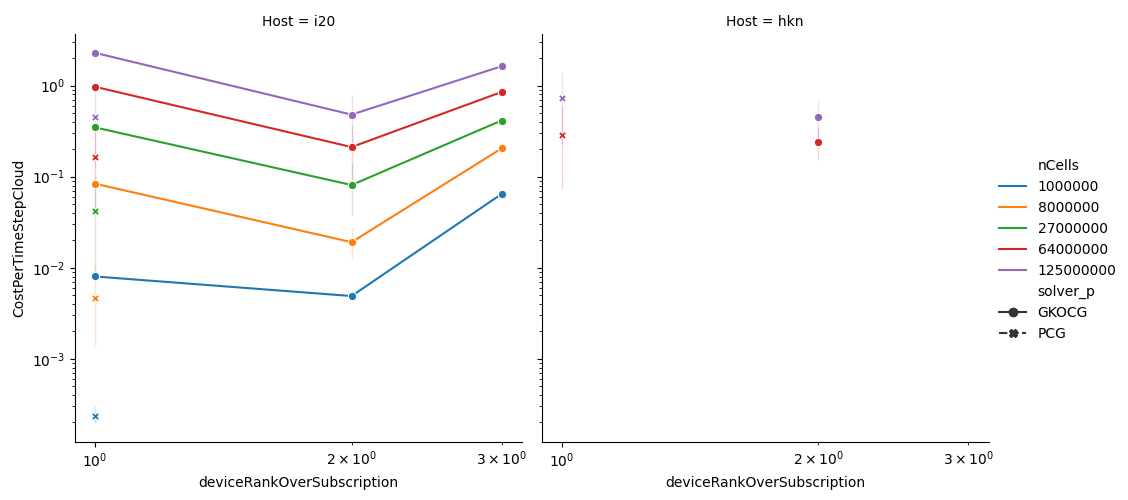 Host = i20
Host = hkn
CostPerTimeStepCloud
10⁰
10⁻¹
10⁻²
10⁻³
10⁰
2 × 10⁰
3 × 10⁰
deviceRankOverSubscription
10⁰
2 × 10⁰
3 × 10⁰
deviceRankOverSubscription
nCells
1000000
8000000
27000000
64000000
125000000
solver_p
GKOCG
PCG